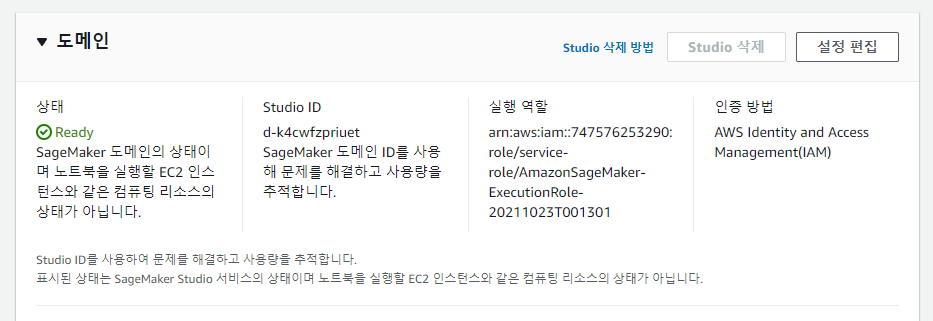 도메인
Studio 삭제 방법
Studio 삭제
설정 편집
상태
Ready
SageMaker 도메인의 상태이
며 노트북을 실행할 EC2 인스
턴스와 같은 컴퓨팅 리소스의
상태가 아닙니다.
Studio ID
d-k4cwfzpriuet
SageMaker 도메인 ID를 사용
해 문제를 해결하고 사용량을
추적합니다.
실행 역할
arn:aws:iam::747576253290:
role/service-
role/AmazonSageMaker-
ExecutionRole-
20211023T001301
인증 방법
AWS Identity and Access
Management(IAM)
Studio ID를 사용하여 문제를 해결하고 사용량을 추적합니다.
표시된 상태는 SageMaker Studio 서비스의 상태이며 노트북을 실행할 EC2 인스턴스와 같은 컴퓨팅 리소스의 상태가 아닙니다.